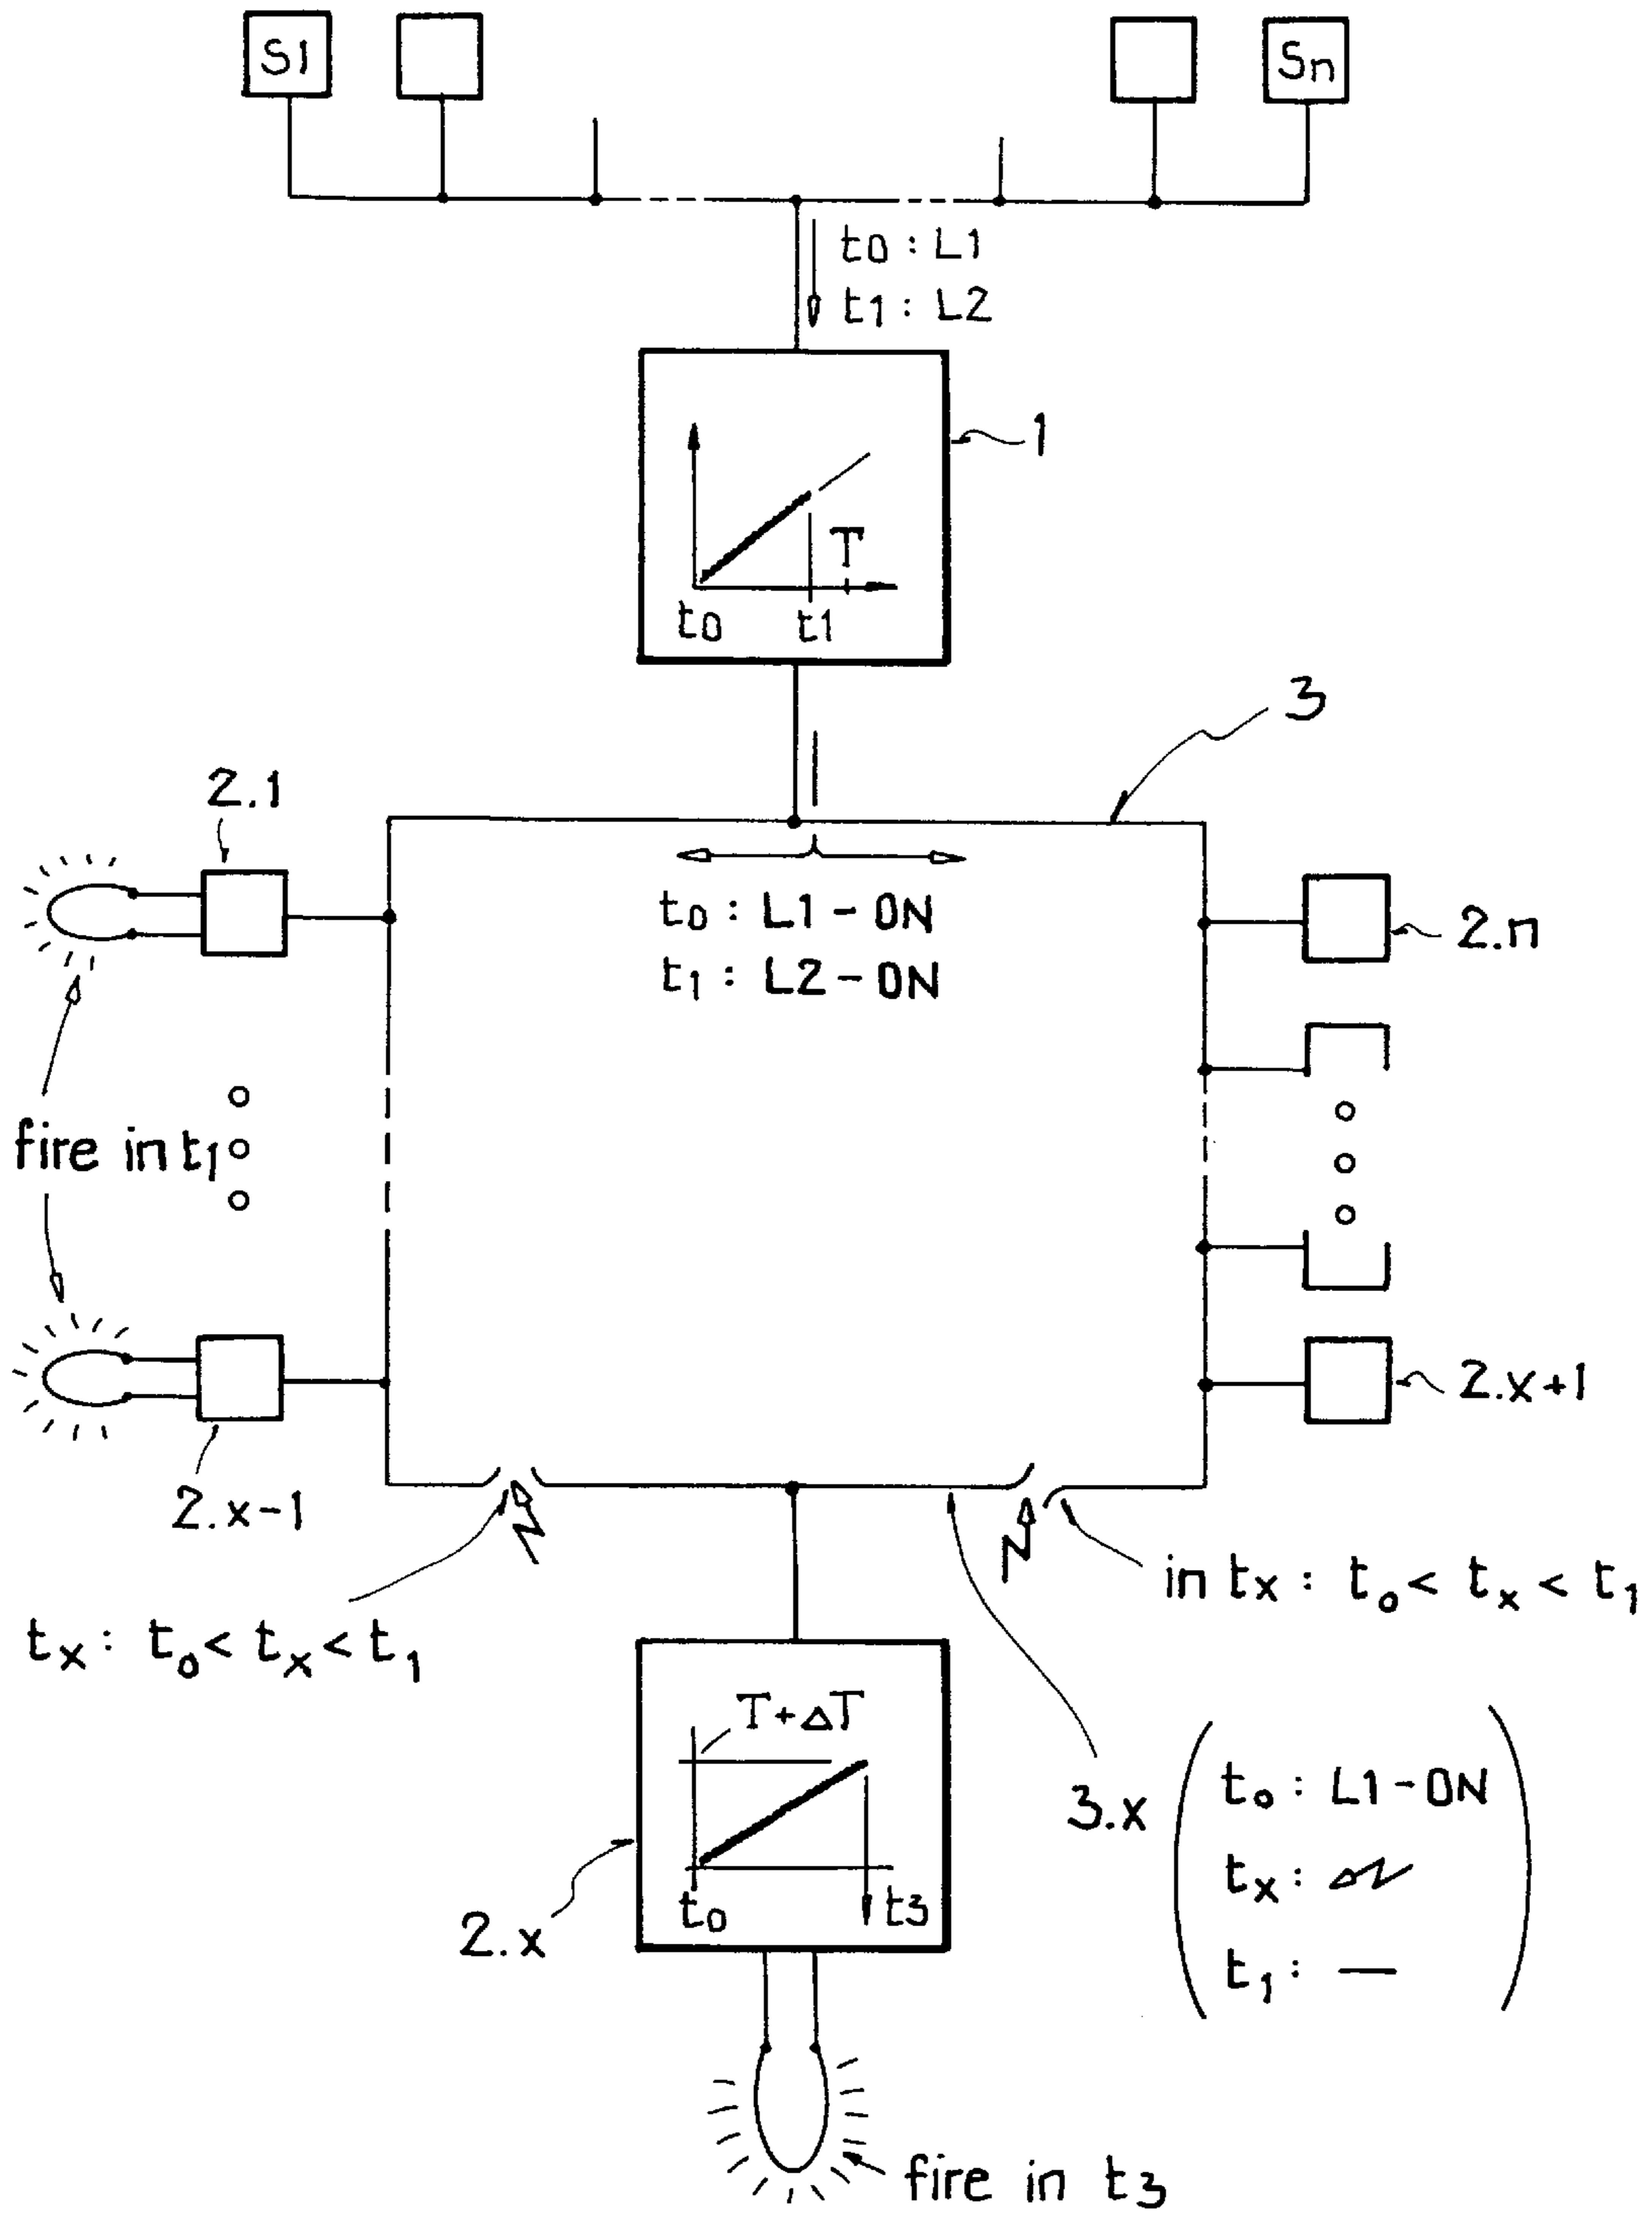 S1
Sn
t0 : L1
t1 : L2
1
T
t0
t1
3
2.1
t0 : L1 - ON
t1 : L2 - ON
2.n
fire in t1
2.x+1
2.x-1
in tx : t0 < tx < t1
tx : t0 < tx < t1
T+ΔT
t0
t3
2.x
3.x
t0 : L1-ON
tx :
t1 : —
fire in t3